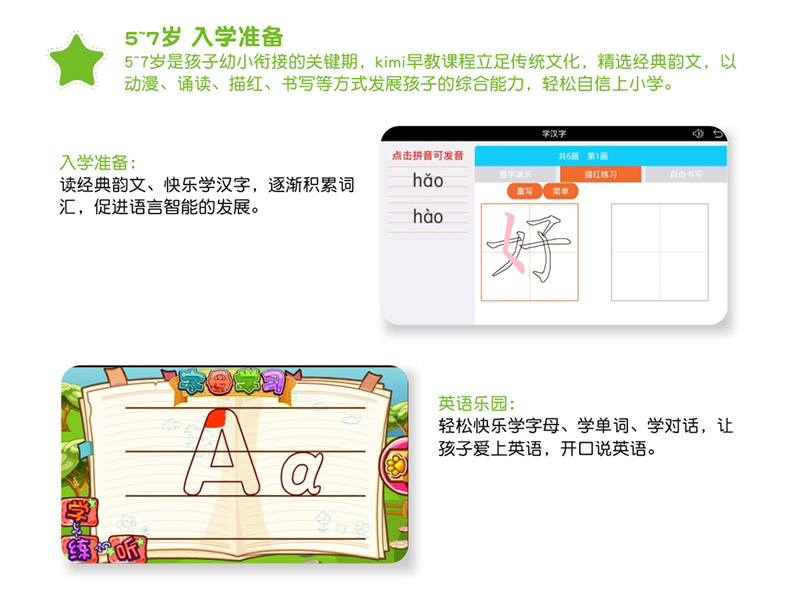 5~7岁 入学准备
5~7岁是孩子幼小衔接的关键期，kimi早教课程立足传统文化，精选经典韵文，以
动漫、诵读、描红、书写等方式发展孩子的综合能力，轻松自信上小学。
入学准备：
读经典韵文、快乐学汉字，逐渐积累词
汇，促进语言智能的发展。
学汉字
点击拼音可发音
hǎo
hào
共6画 第1画
整字演示 描红练习 自由书写
重写 简单
好
字母学习
A a
学
练
听
英语乐园：
轻松快乐学字母、学单词、学对话，让
孩子爱上英语，开口说英语。